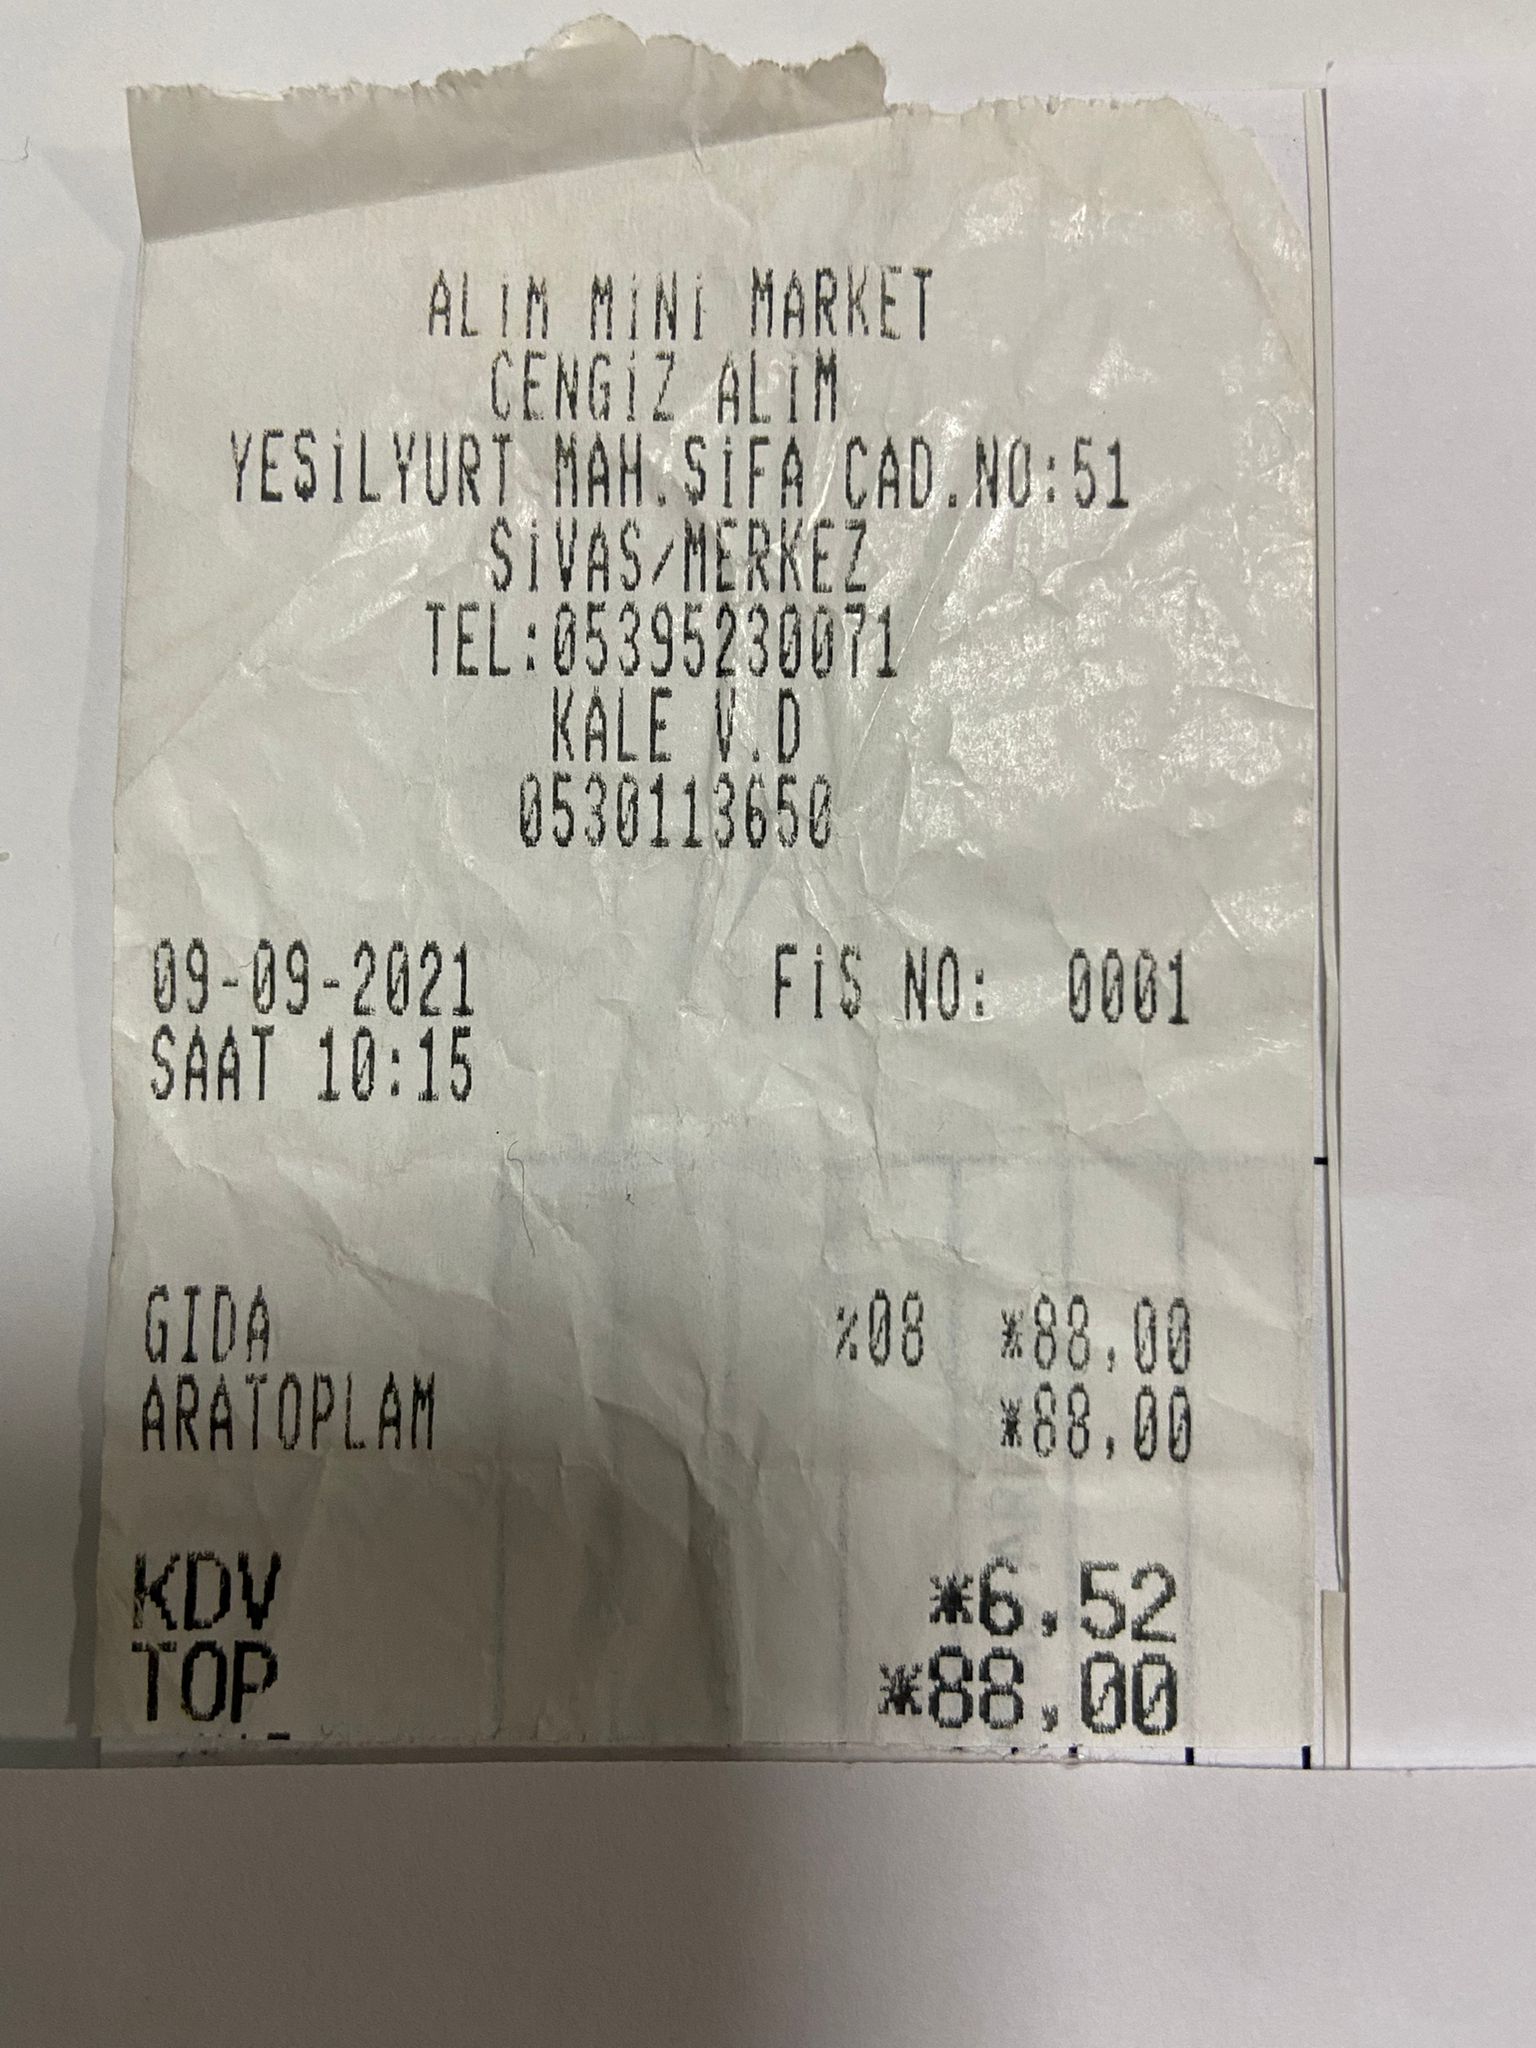 ALİM MİNİ MARKET
CENGİZ ALİM
YEŞİLYURT MAH.ŞİFA CAD.NO:51
SİVAS/MERKEZ
TEL:05395230071
KALE V.D
0530113650
09-09-2021 FİŞ NO: 0001
SAAT 10:15
GIDA %08 *88,00
ARATOPLAM *88,00
KDV *6,52
TOP *88,00